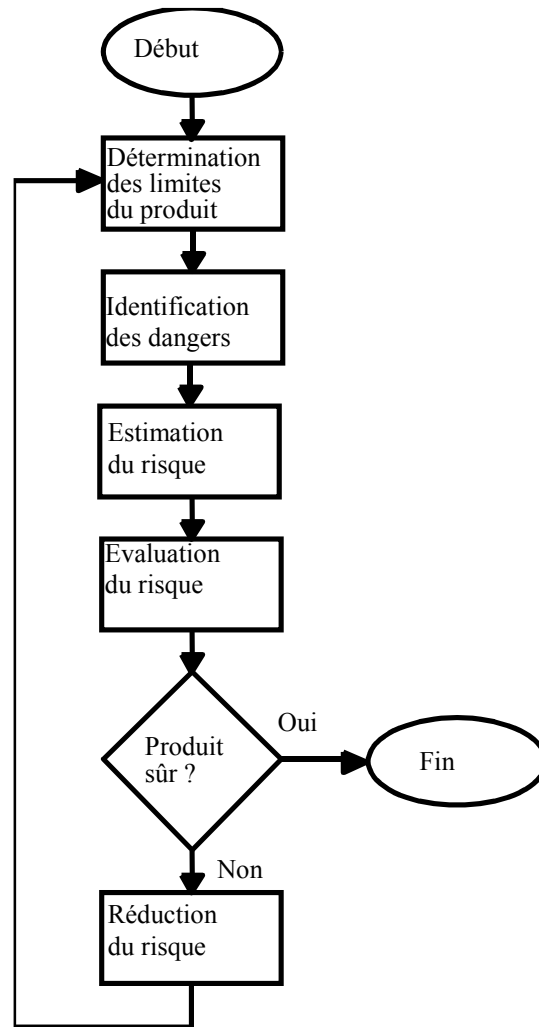 Début
Détermination
des limites
du produit
Identification
des dangers
Estimation
du risque
Evaluation
du risque
Produit
sûr ?
Oui
Fin
Non
Réduction
du risque